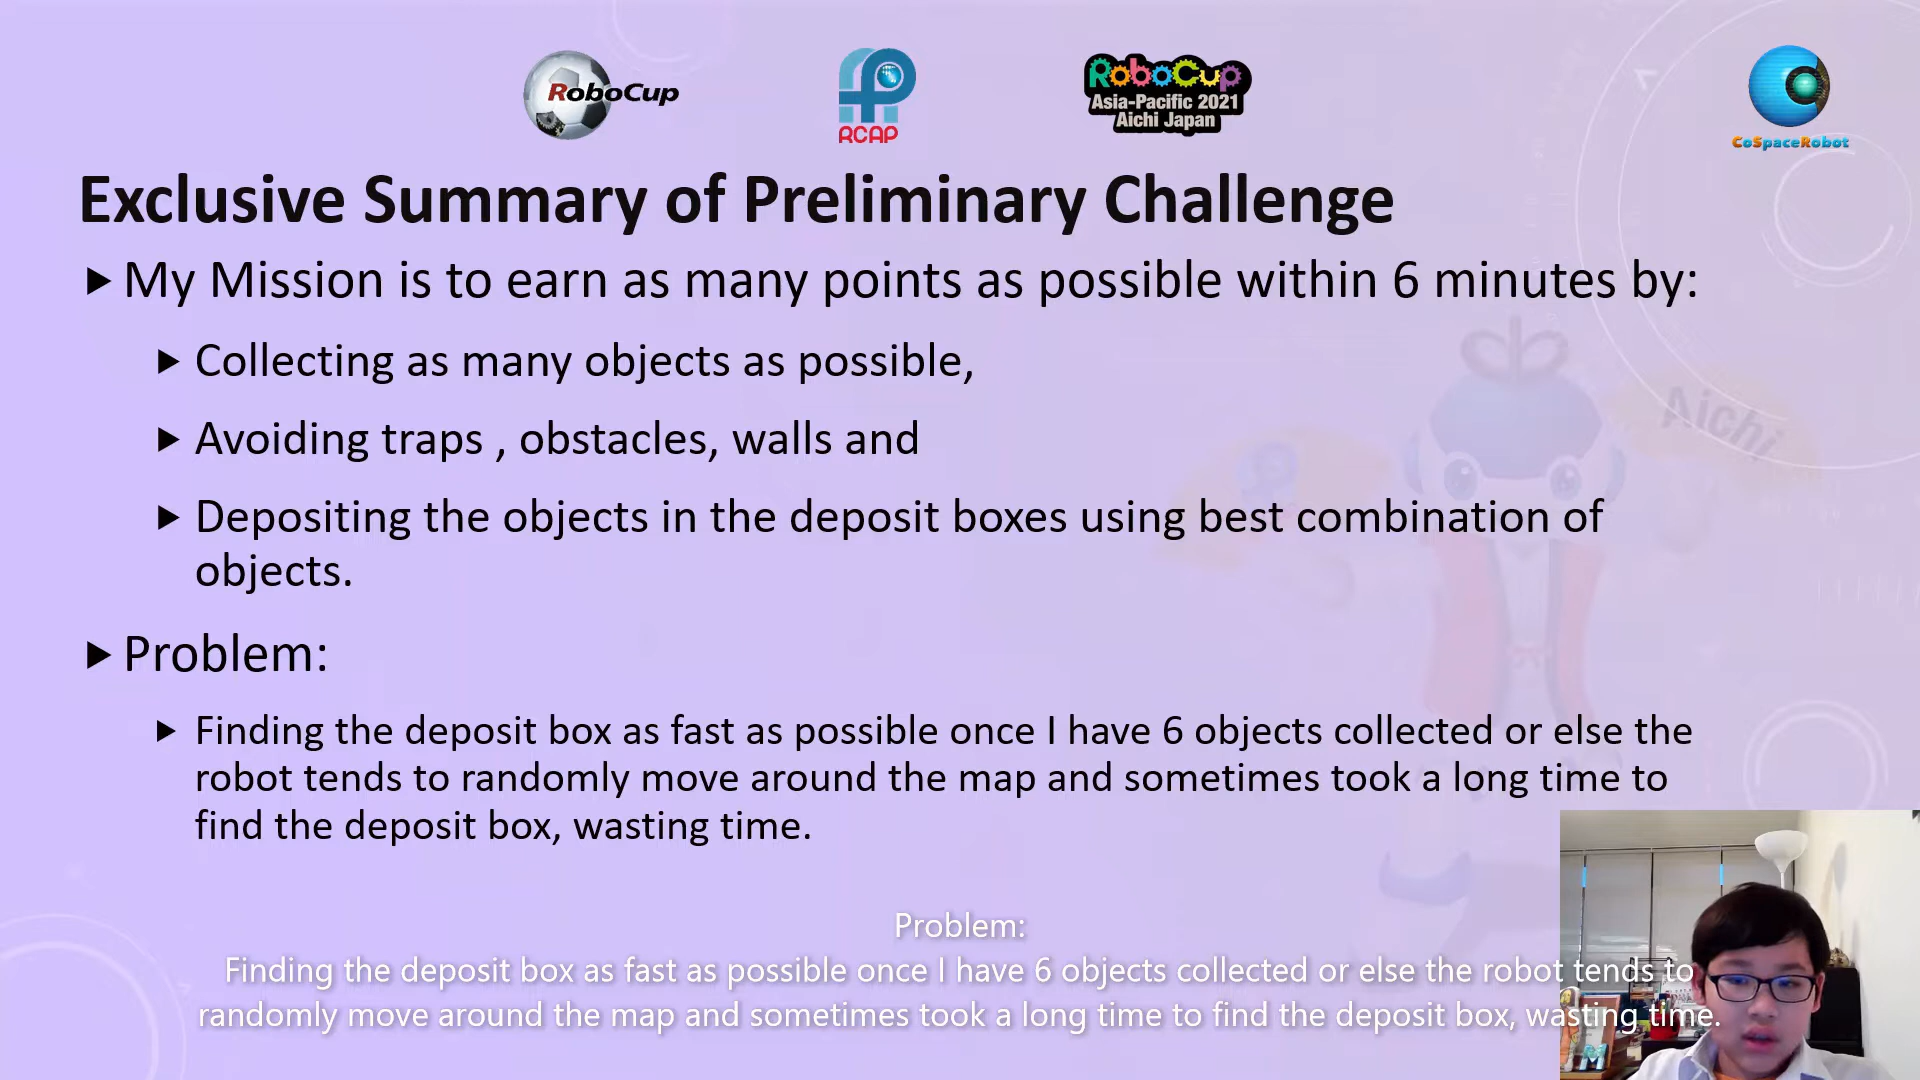 RoboCup
RCAP
RoboCup
Asia-Pacific 2021
Aichi Japan
CoSpaceRobot
Exclusive Summary of Preliminary Challenge
My Mission is to earn as many points as possible within 6 minutes by:
Collecting as many objects as possible,
Aichi
Avoiding traps , obstacles, walls and
Depositing the objects in the deposit boxes using best combination of
objects.
Problem:
Finding the deposit box as fast as possible once I have 6 objects collected or else the
robot tends to randomly move around the map and sometimes took a long time to
find the deposit box, wasting time.
Problem:
Finding the deposit box as fast as possible once I have 6 objects collected or else the robot tends to
randomly move around the map and sometimes took a long time to find the deposit box, wasting time.